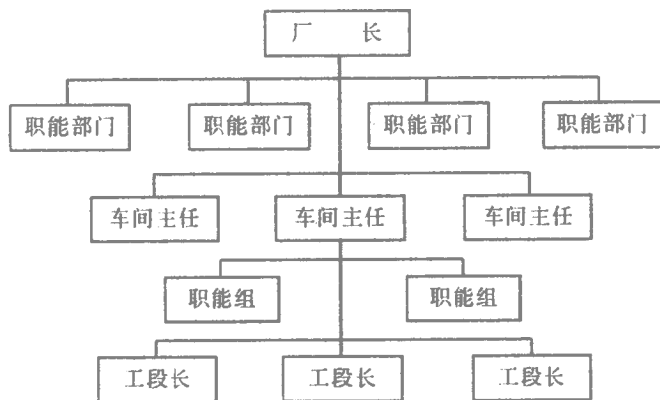 厂 长
职能部门 职能部门 职能部门 职能部门
车间主任 车间主任 车间主任
职能组 职能组
工段长 工段长 工段长